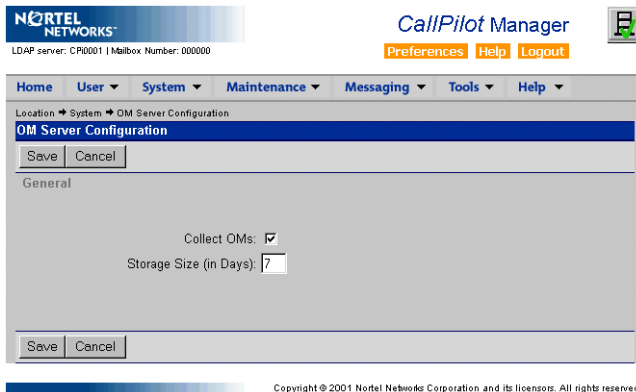 NORTEL
NETWORKS™
CallPilot Manager
LDAP server: CPi0001 | Mailbox Number: 000000
Preferences Help Logout
Home User System Maintenance Messaging Tools Help
Location ➔ System ➔ OM Server Configuration
OM Server Configuration
Save Cancel
General
Collect OMs:
Storage Size (in Days): 7
Save Cancel
Copyright © 2001 Nortel Networks Corporation and its licensors. All rights reserved